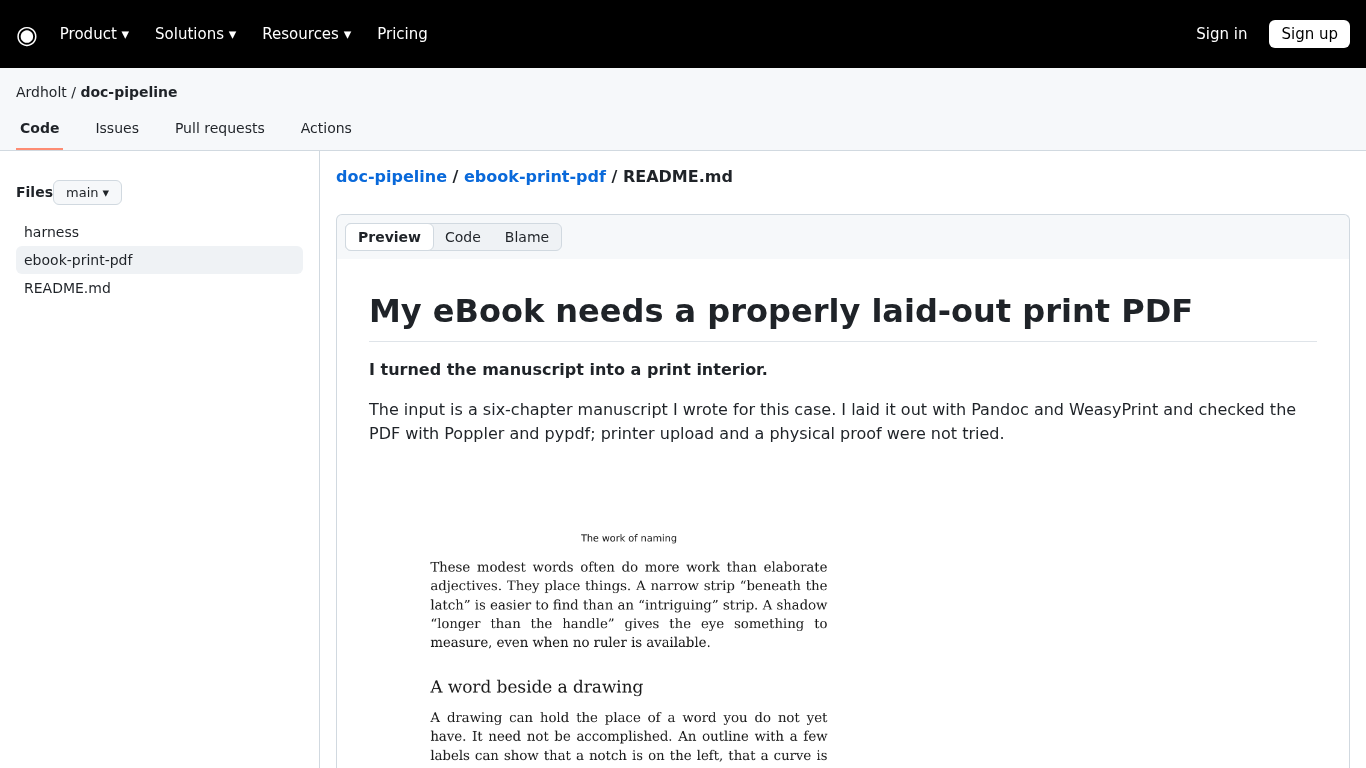 Product ▾ Solutions ▾ Resources ▾ Pricing Sign in Sign up
Ardholt / doc-pipeline
Code Issues Pull requests Actions
Files main ▾
harness
ebook-print-pdf
README.md
doc-pipeline / ebook-print-pdf / README.md
Preview Code Blame
My eBook needs a properly laid-out print PDF
I turned the manuscript into a print interior.
The input is a six-chapter manuscript I wrote for this case. I laid it out with Pandoc and WeasyPrint and checked the
PDF with Poppler and pypdf; printer upload and a physical proof were not tried.
The work of naming
These modest words often do more work than elaborate
adjectives. They place things. A narrow strip “beneath the
latch” is easier to find than an “intriguing” strip. A shadow
“longer than the handle” gives the eye something to
measure, even when no ruler is available.
A word beside a drawing
A drawing can hold the place of a word you do not yet
have. It need not be accomplished. An outline with a few
labels can show that a notch is on the left, that a curve is